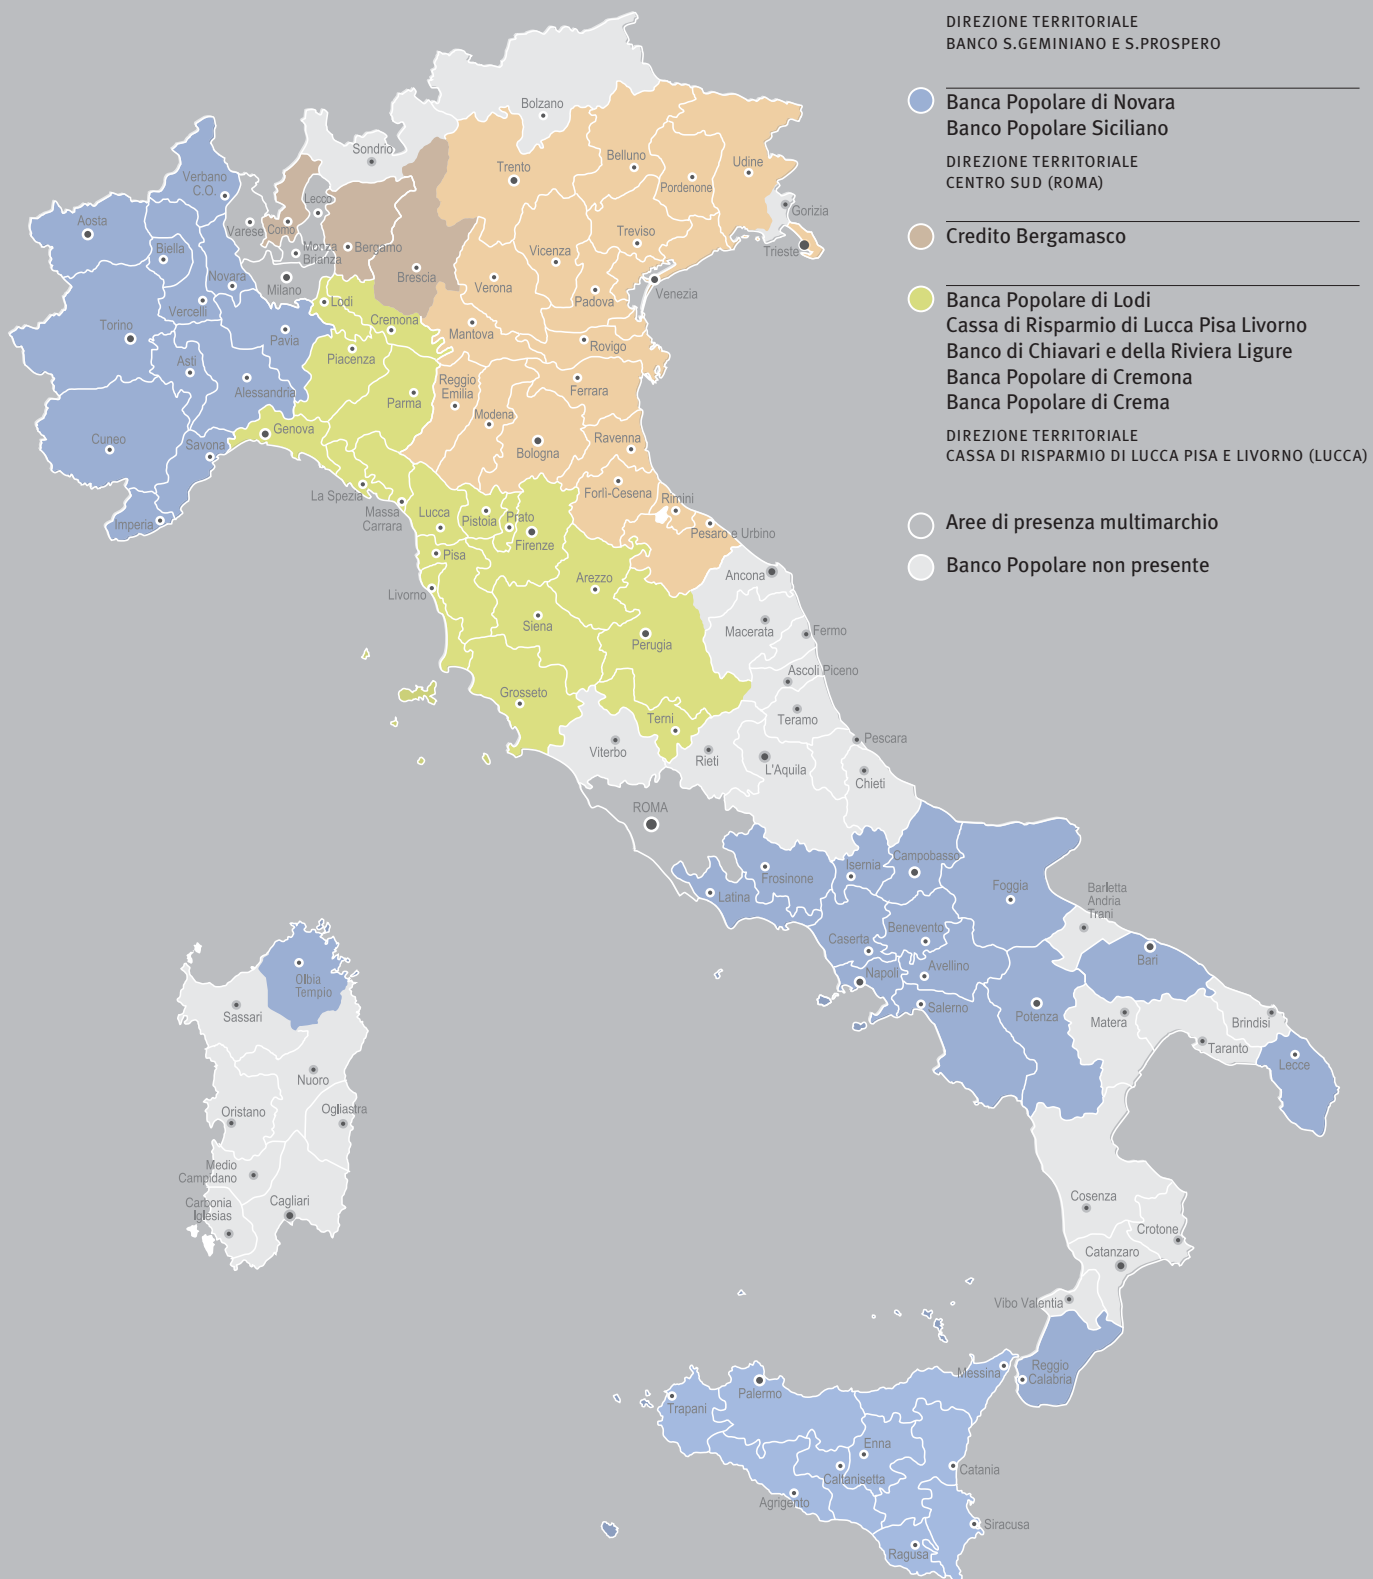 DIREZIONE TERRITORIALE
BANCO S.GEMINIANO E S.PROSPERO
Banca Popolare di Novara
Banco Popolare Siciliano
DIREZIONE TERRITORIALE
CENTRO SUD (ROMA)
Credito Bergamasco
Banca Popolare di Lodi
Cassa di Risparmio di Lucca Pisa Livorno
Banco di Chiavari e della Riviera Ligure
Banca Popolare di Cremona
Banca Popolare di Crema
DIREZIONE TERRITORIALE
CASSA DI RISPARMIO DI LUCCA PISA E LIVORNO (LUCCA)
Aree di presenza multimarchio
Banco Popolare non presente
Bolzano
Sondrio
Trento
Belluno
Pordenone
Udine
Gorizia
Trieste
Verbano
C.O.
Aosta
Biella
Novara
Vercelli
Torino
Asti
Alessandria
Pavia
Cuneo
Savona
Imperia
Varese
Como
Lecco
Monza
Brianza
Milano
Bergamo
Brescia
Vicenza
Treviso
Verona
Padova
Venezia
Mantova
Rovigo
Lodi
Cremona
Piacenza
Parma
Genova
Reggio
Emilia
Modena
Bologna
Ferrara
Ravenna
Forlì-Cesena
Rimini
Pesaro e Urbino
La Spezia
Massa
Carrara
Lucca
Pistoia
Prato
Firenze
Pisa
Livorno
Arezzo
Siena
Grosseto
Perugia
Terni
Ancona
Macerata
Fermo
Ascoli Piceno
Teramo
Pescara
Chieti
L'Aquila
Rieti
Viterbo
ROMA
Latina
Frosinone
Isernia
Campobasso
Foggia
Barletta
Andria
Trani
Bari
Caserta
Benevento
Napoli
Avellino
Salerno
Potenza
Matera
Taranto
Brindisi
Lecce
Cosenza
Crotone
Catanzaro
Vibo Valentia
Reggio
Calabria
Olbia
Tempio
Sassari
Nuoro
Oristano
Ogliastra
Medio
Campidano
Carbonia
Iglesias
Cagliari
Messina
Palermo
Trapani
Enna
Caltanisetta
Catania
Agrigento
Siracusa
Ragusa